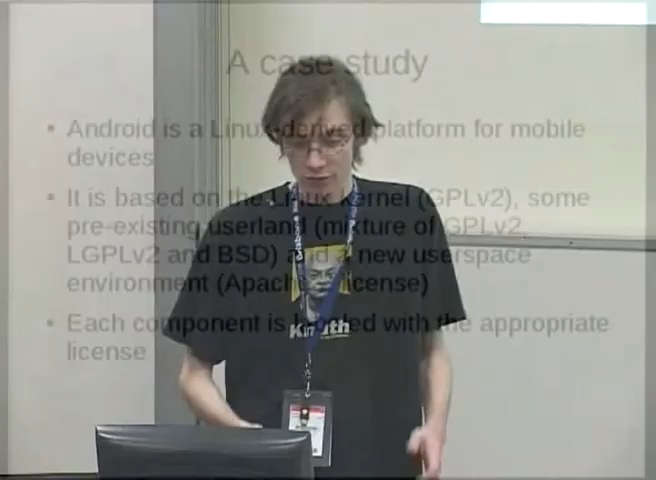 A case study
• Android is a Linux-derived platform for mobile
devices
• It is based on the Linux kernel (GPLv2), some
pre-existing userland (mixture of GPLv2,
LGPLv2 and BSD) and a new userspace
environment (Apache license)
• Each component is bundled with the appropriate
license
Brisbane
Knuth